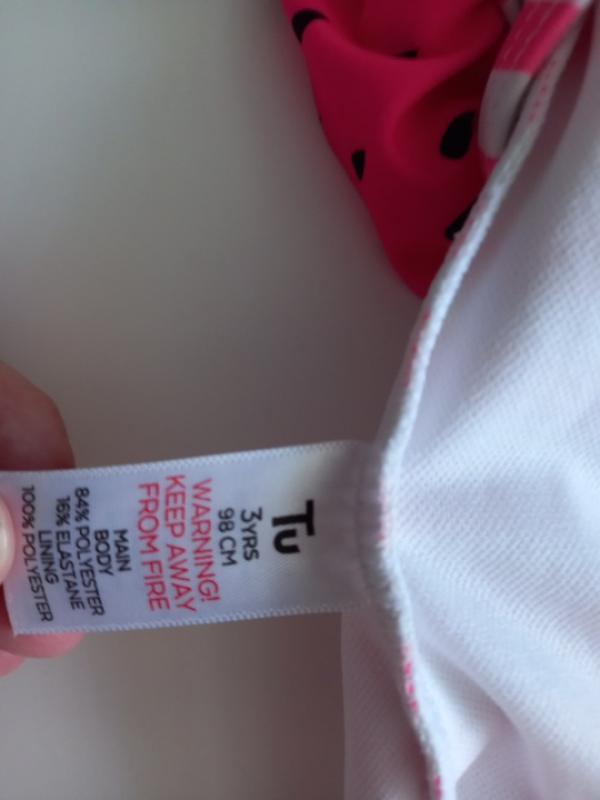 Tu
3YRS
98 CM
WARNING!
KEEP AWAY
FROM FIRE
MAIN
BODY
84% POLYESTER
16% ELASTANE
LINING
100% POLYESTER